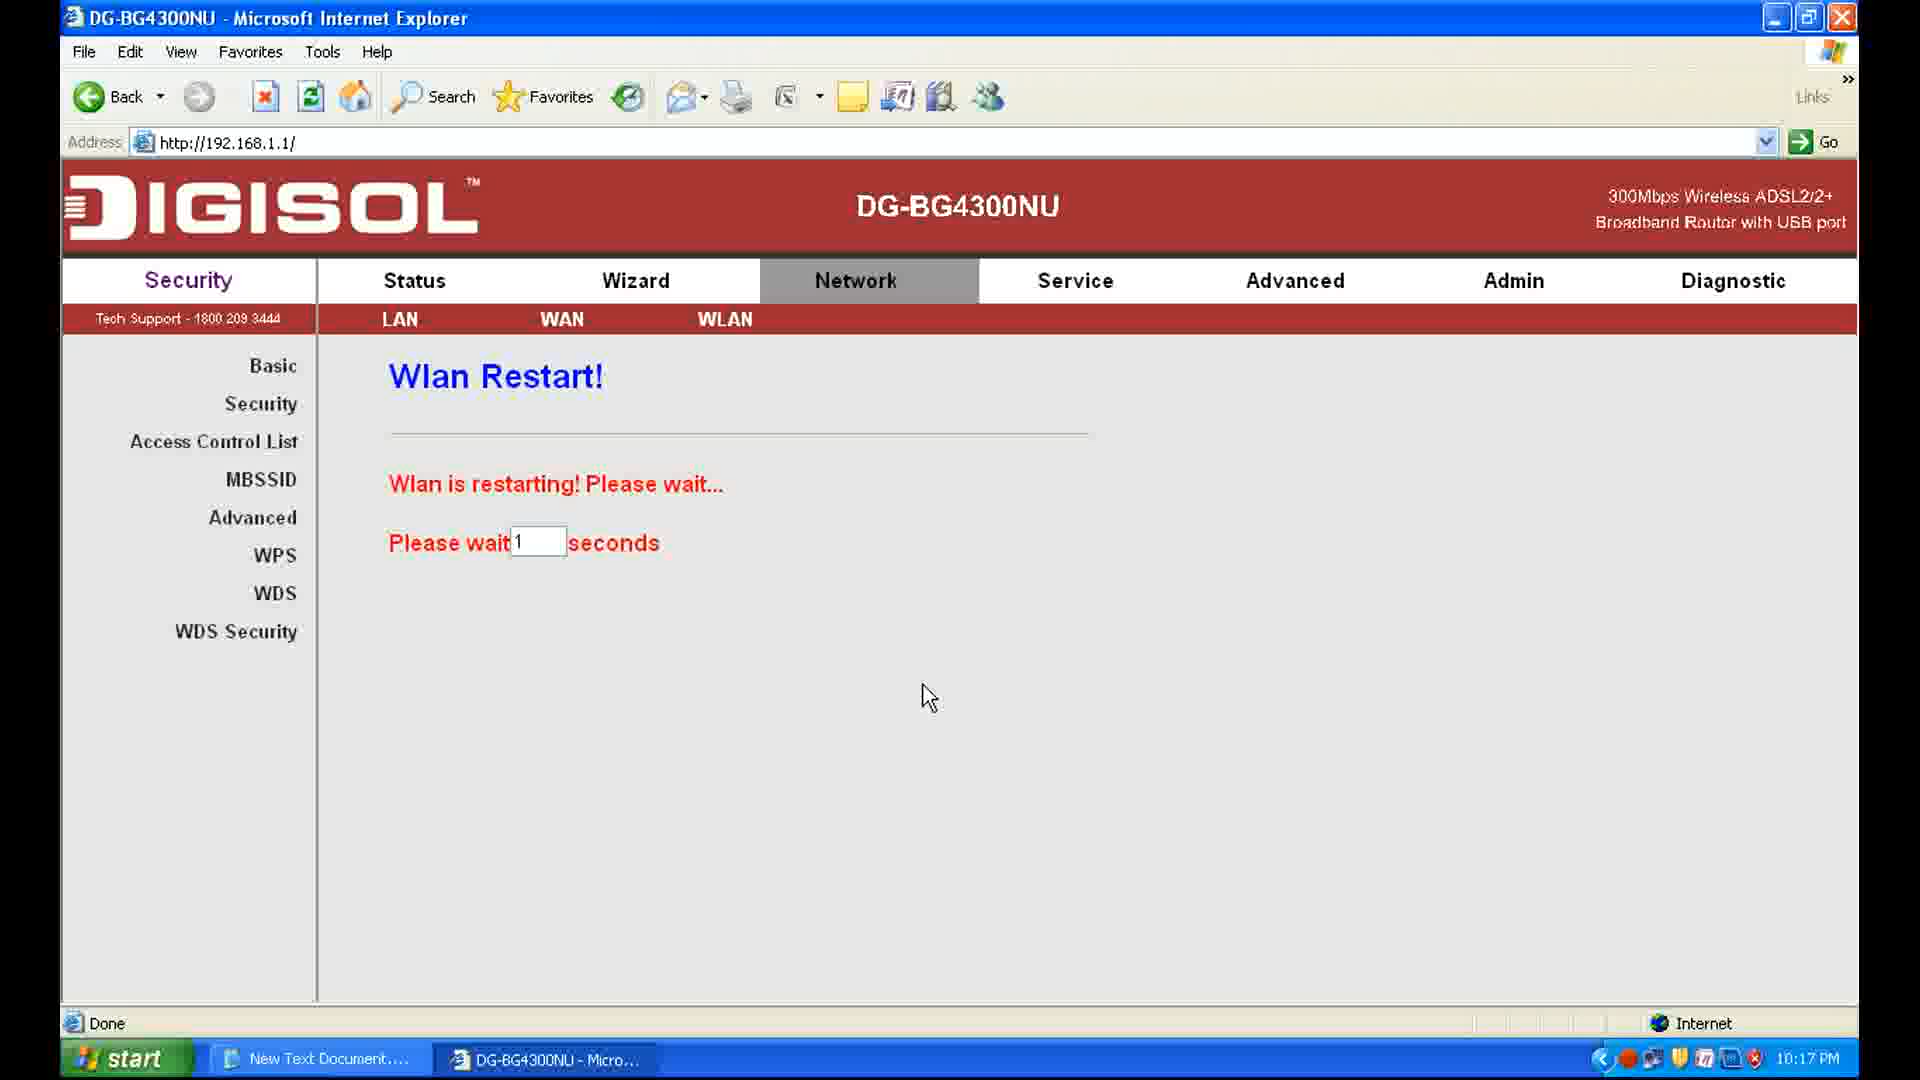 DG-BG4300NU - Microsoft Internet Explorer
File Edit View Favorites Tools Help
Back Search Favorites Links
Address http://192.168.1.1/ Go
DIGISOL™
DG-BG4300NU
300Mbps Wireless ADSL2/2+
Broadband Router with USB port
Security Status Wizard Network Service Advanced Admin Diagnostic
Tech Support - 1800 209 3444 LAN WAN WLAN
Basic
Security
Access Control List
MBSSID
Advanced
WPS
WDS
WDS Security
Wlan Restart!
Wlan is restarting! Please wait...
Please wait 1 seconds
Done Internet
start New Text Document.... DG-BG4300NU - Micro... 10:17 PM